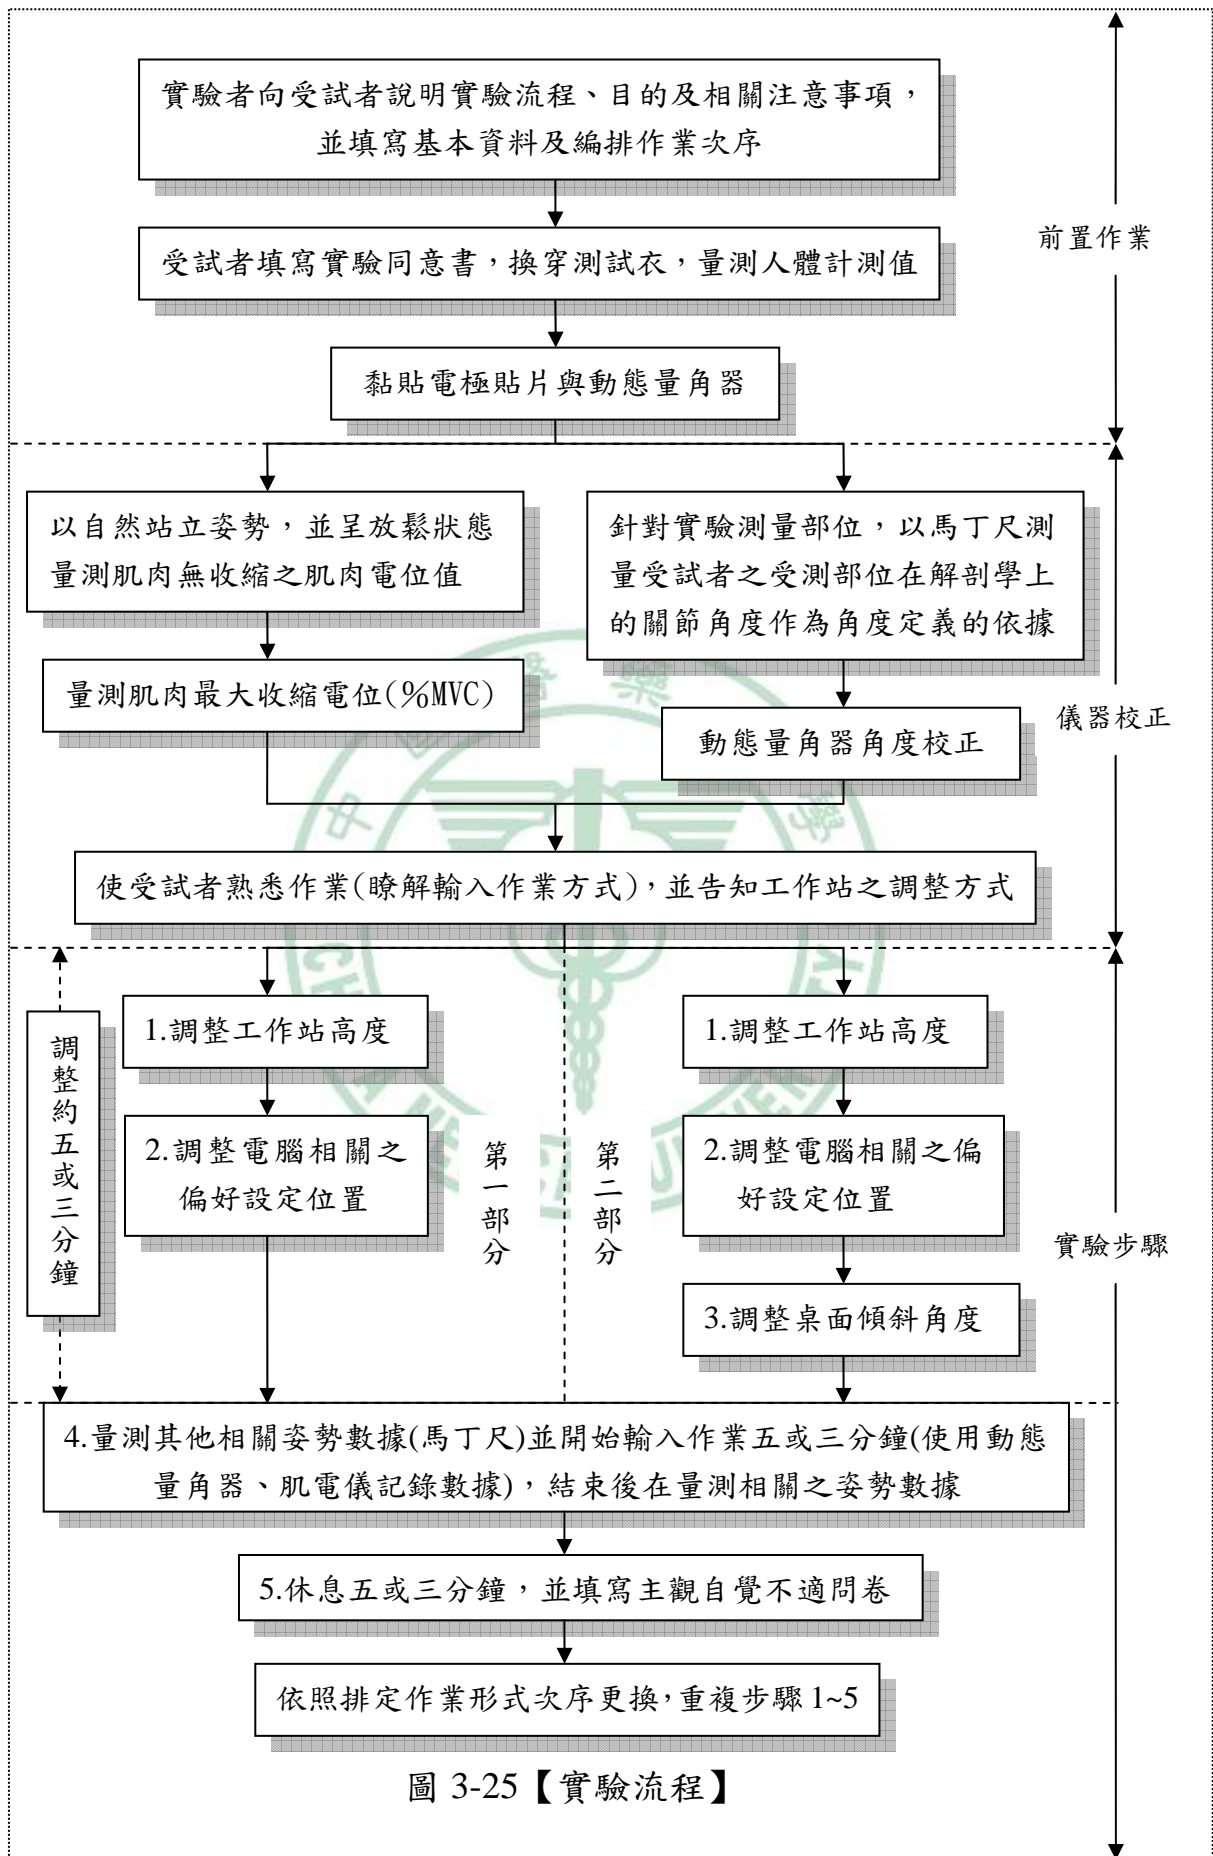 實驗者向受試者說明實驗流程、目的及相關注意事項，
並填寫基本資料及編排作業次序
受試者填寫實驗同意書，換穿測試衣，量測人體計測值
黏貼電極貼片與動態量角器
前置作業
以自然站立姿勢，並呈放鬆狀態
量測肌肉無收縮之肌肉電位值
量測肌肉最大收縮電位(%MVC)
針對實驗測量部位，以馬丁尺測
量受試者之受測部位在解剖學上
的關節角度作為角度定義的依據
動態量角器角度校正
儀器校正
使受試者熟悉作業(瞭解輸入作業方式)，並告知工作站之調整方式
調整約五或三分鐘
1.調整工作站高度
2.調整電腦相關之
偏好設定位置
第一部分
第二部分
1.調整工作站高度
2.調整電腦相關之偏
好設定位置
3.調整桌面傾斜角度
實驗步驟
4.量測其他相關姿勢數據(馬丁尺)並開始輸入作業五或三分鐘(使用動態
量角器、肌電儀記錄數據)，結束後在量測相關之姿勢數據
5.休息五或三分鐘，並填寫主觀自覺不適問卷
依照排定作業形式次序更換，重複步驟1~5
圖 3-25【實驗流程】